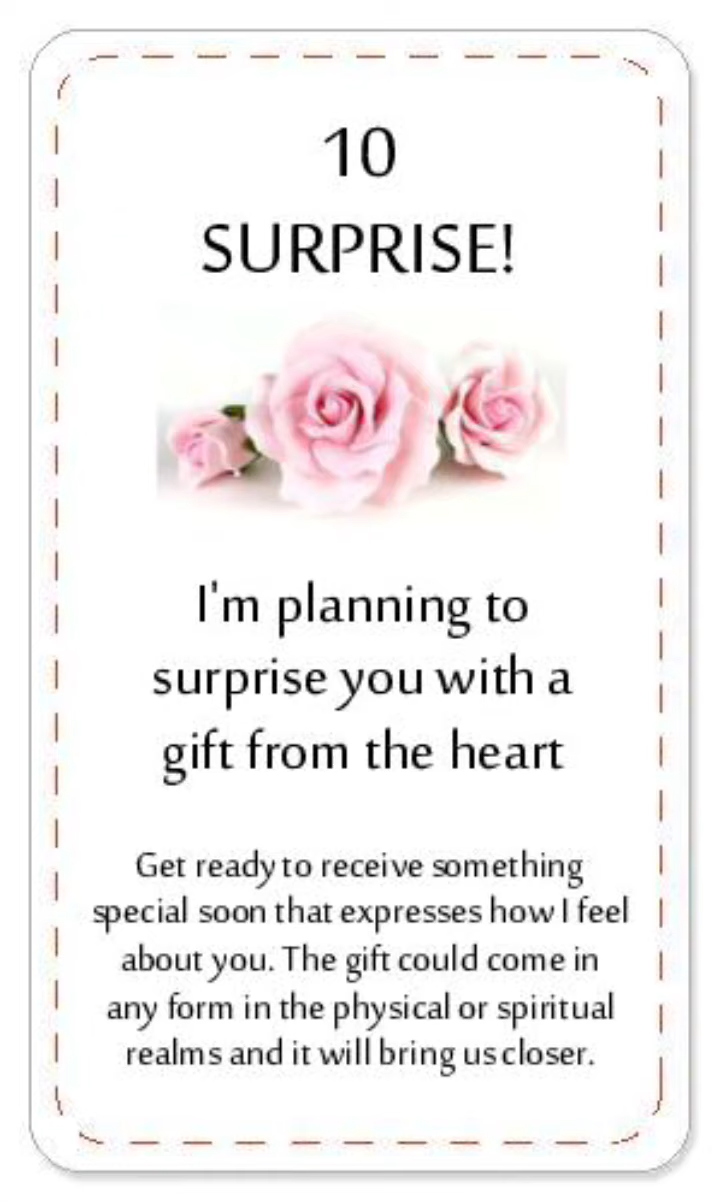 10
SURPRISE!
I'm planning to
surprise you with a
gift from the heart
Get ready to receive something
special soon that expresses how I feel
about you. The gift could come in
any form in the physical or spiritual
realms and it will bring us closer.